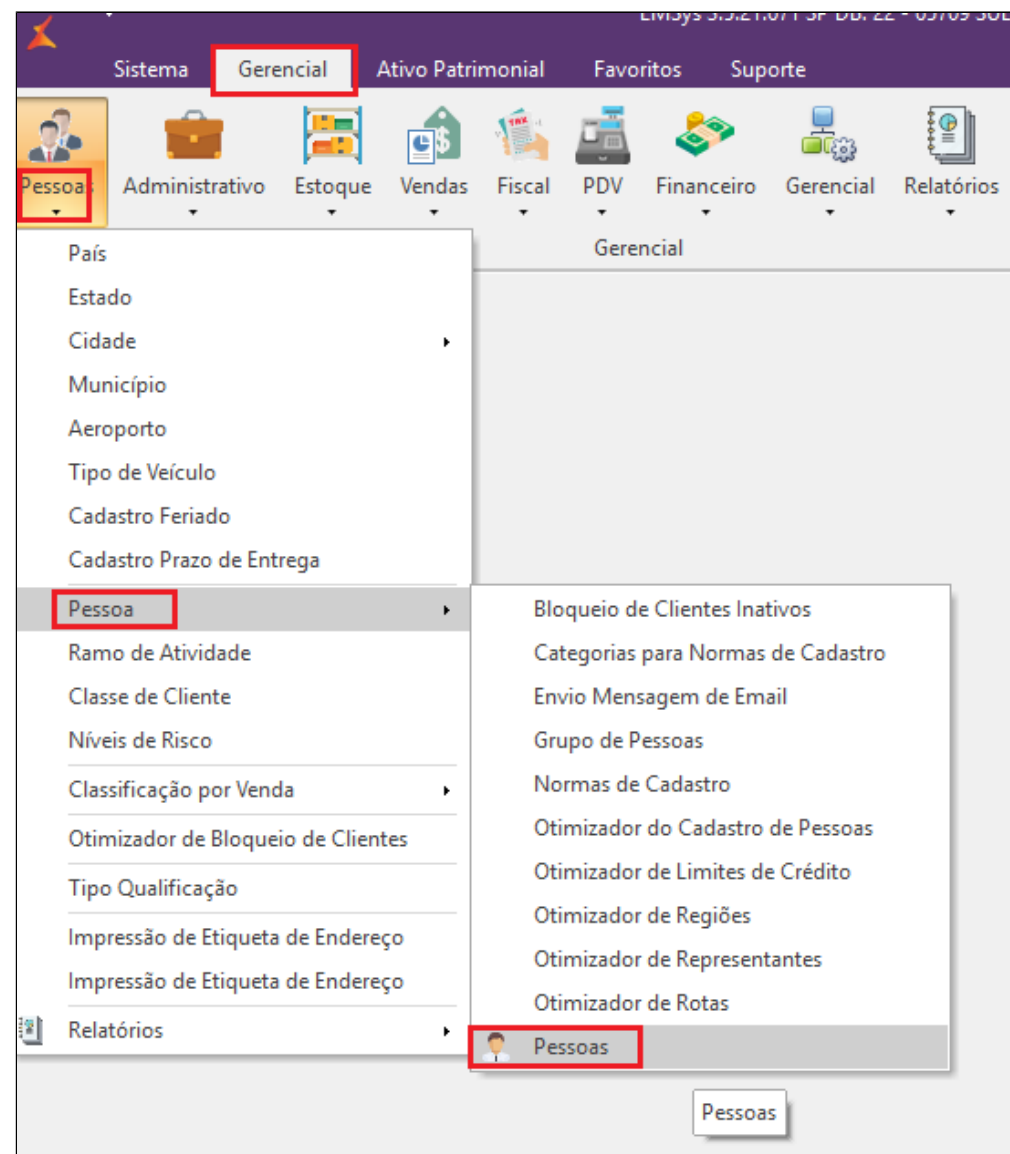 Sistema Gerencial Ativo Patrimonial Favoritos Suporte
Pessoas Administrativo Estoque Vendas Fiscal PDV Financeiro Gerencial Relatórios
Gerencial
País
Estado
Cidade
Município
Aeroporto
Tipo de Veículo
Cadastro Feriado
Cadastro Prazo de Entrega
Pessoa
Ramo de Atividade
Classe de Cliente
Níveis de Risco
Classificação por Venda
Otimizador de Bloqueio de Clientes
Tipo Qualificação
Impressão de Etiqueta de Endereço
Impressão de Etiqueta de Endereço
Relatórios
Bloqueio de Clientes Inativos
Categorias para Normas de Cadastro
Envio Mensagem de Email
Grupo de Pessoas
Normas de Cadastro
Otimizador do Cadastro de Pessoas
Otimizador de Limites de Crédito
Otimizador de Regiões
Otimizador de Representantes
Otimizador de Rotas
Pessoas
Pessoas